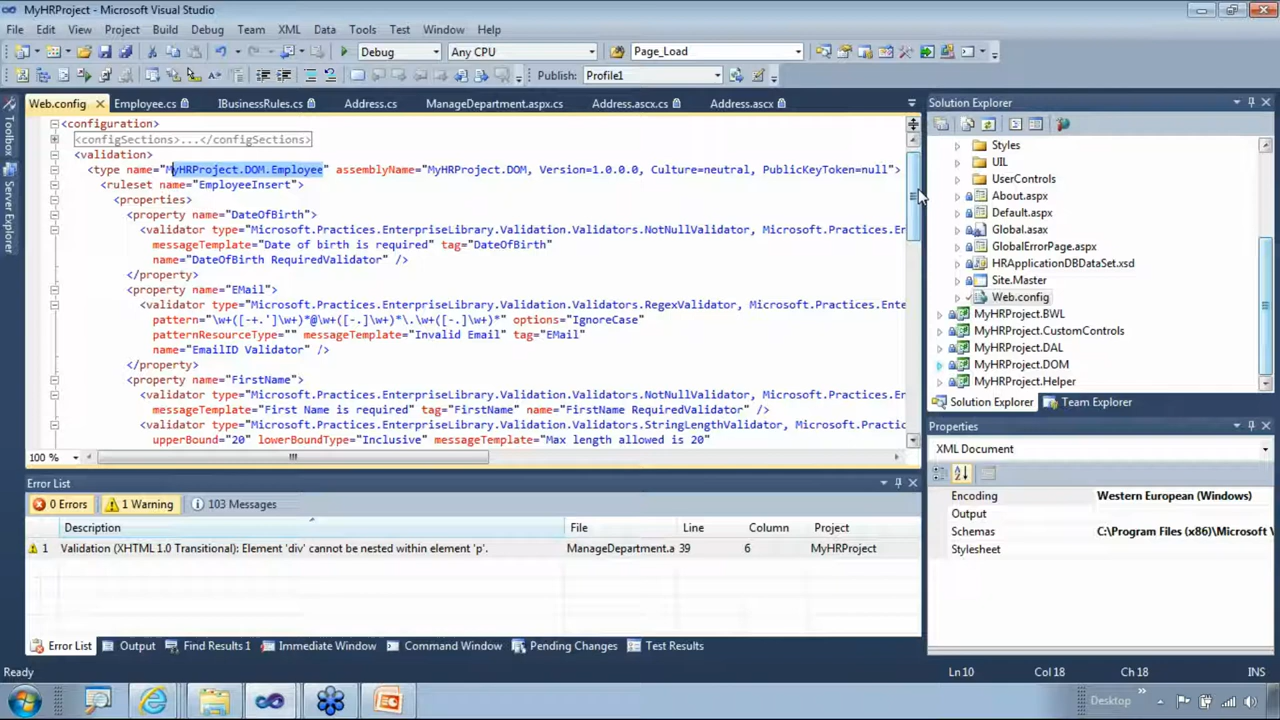 MyHRProject - Microsoft Visual Studio
File Edit View Project Build Debug Team XML Data Tools Test Window Help
Debug Any CPU Page_Load
Publish: Profile1
Web.config Employee.cs IBusinessRules.cs Address.cs ManageDepartment.aspx.cs Address.ascx.cs Address.ascx
Toolbox
Server Explorer
<configuration>
<configSections>...</configSections>
<validation>
<type name="MyHRProject.DOM.Employee" assemblyName="MyHRProject.DOM, Version=1.0.0.0, Culture=neutral, PublicKeyToken=null">
<ruleset name="EmployeeInsert">
<properties>
<property name="DateOfBirth">
<validator type="Microsoft.Practices.EnterpriseLibrary.Validation.Validators.NotNullValidator, Microsoft.Practices.En
messageTemplate="Date of birth is required" tag="DateOfBirth"
name="DateOfBirth RequiredValidator" />
</property>
<property name="EMail">
<validator type="Microsoft.Practices.EnterpriseLibrary.Validation.Validators.RegexValidator, Microsoft.Practices.Ente
pattern="\w+([-+.']\w+)*@\w+([-.]\w+)*\.\w+([-.]\w+)*" options="IgnoreCase"
patternResourceType="" messageTemplate="Invalid Email" tag="EMail"
name="EmailID Validator" />
</property>
<property name="FirstName">
<validator type="Microsoft.Practices.EnterpriseLibrary.Validation.Validators.NotNullValidator, Microsoft.Practices.En
messageTemplate="First Name is required" tag="FirstName" name="FirstName RequiredValidator" />
<validator type="Microsoft.Practices.EnterpriseLibrary.Validation.Validators.StringLengthValidator, Microsoft.Practic
upperBound="20" lowerBoundType="Inclusive" messageTemplate="Max length allowed is 20"
100 %
Solution Explorer
Styles
UIL
UserControls
About.aspx
Default.aspx
Global.asax
GlobalErrorPage.aspx
HRApplicationDBDataSet.xsd
Site.Master
Web.config
MyHRProject.BWL
MyHRProject.CustomControls
MyHRProject.DAL
MyHRProject.DOM
MyHRProject.Helper
Solution Explorer Team Explorer
Properties
XML Document
Encoding Western European (Windows)
Output
Schemas C:\Program Files (x86)\Microsoft V
Stylesheet
Error List
0 Errors 1 Warning 103 Messages
Description File Line Column Project
1 Validation (XHTML 1.0 Transitional): Element 'div' cannot be nested within element 'p'. ManageDepartment.a 39 6 MyHRProject
Error List Output Find Results 1 Immediate Window Command Window Pending Changes Test Results
Ready Ln 10 Col 18 Ch 18 INS
Desktop